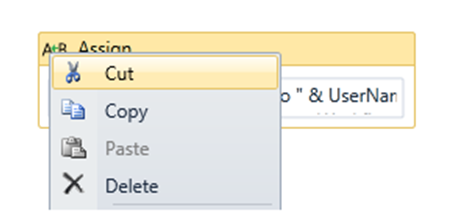 A+B Assign
Cut
o " & UserNan
Copy
Paste
Delete